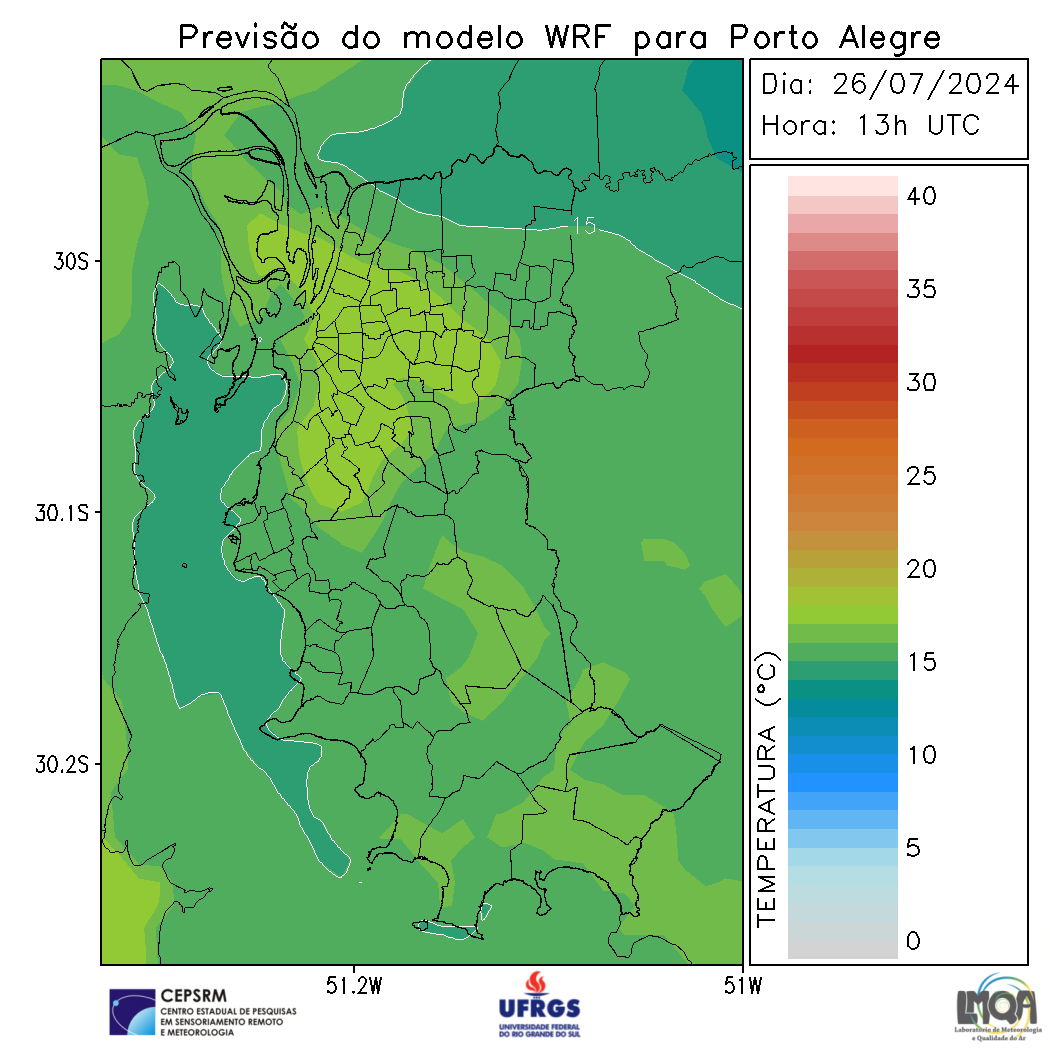 Previsão do modelo WRF para Porto Alegre
Dia: 26/07/2024
Hora: 13h UTC
15
30S
30.1S
30.2S
51.2W
51W
TEMPERATURA (°C)
40
35
30
25
20
15
10
5
0
CEPSRM
CENTRO ESTADUAL DE PESQUISAS
EM SENSORIAMENTO REMOTO
E METEOROLOGIA
UFRGS
UNIVERSIDADE FEDERAL
DO RIO GRANDE DO SUL
LMQA
Laboratório de Meteorologia
e Qualidade do Ar